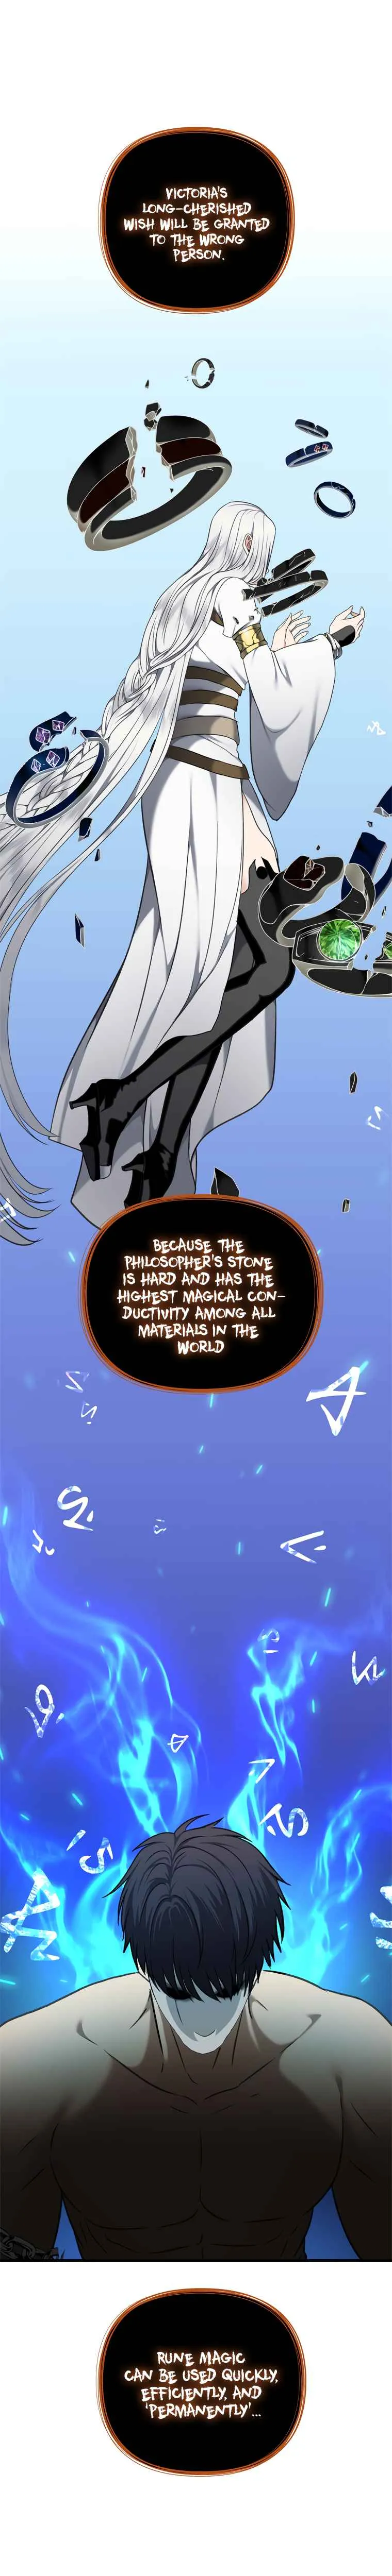 VICTORIA'S
LONG-CHERISHED
WISH WILL BE GRANTED
TO THE WRONG
PERSON.
BECAUSE THE
PHILOSOPHER'S STONE
IS HARD AND HAS THE
HIGHEST MAGICAL CON-
DUCTIVITY AMONG ALL
MATERIALS IN THE
WORLD
RUNE MAGIC
CAN BE USED QUICKLY,
EFFICIENTLY, AND
'PERMANENTLY'...